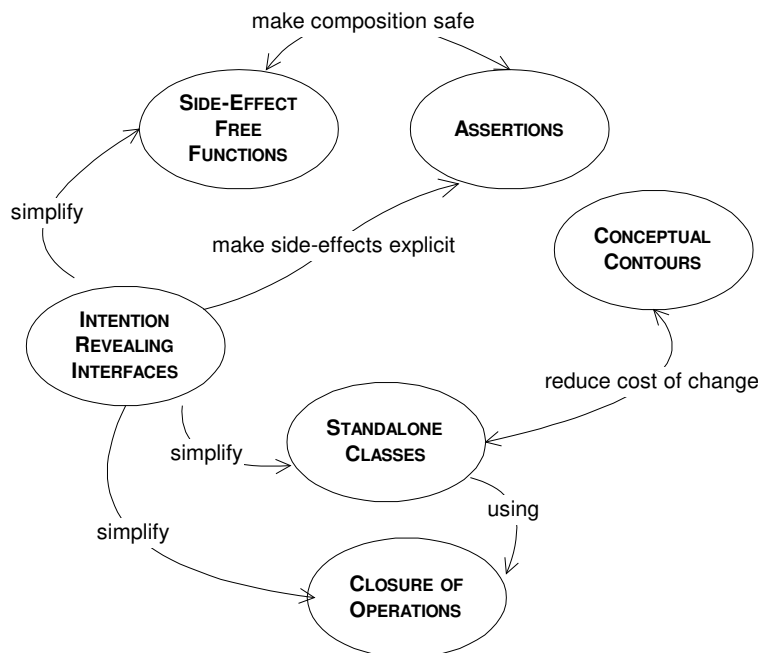 make composition safe
SIDE-EFFECT
FREE
FUNCTIONS
ASSERTIONS
simplify
make side-effects explicit
CONCEPTUAL
CONTOURS
INTENTION
REVEALING
INTERFACES
reduce cost of change
STANDALONE
CLASSES
simplify
using
simplify
CLOSURE OF
OPERATIONS